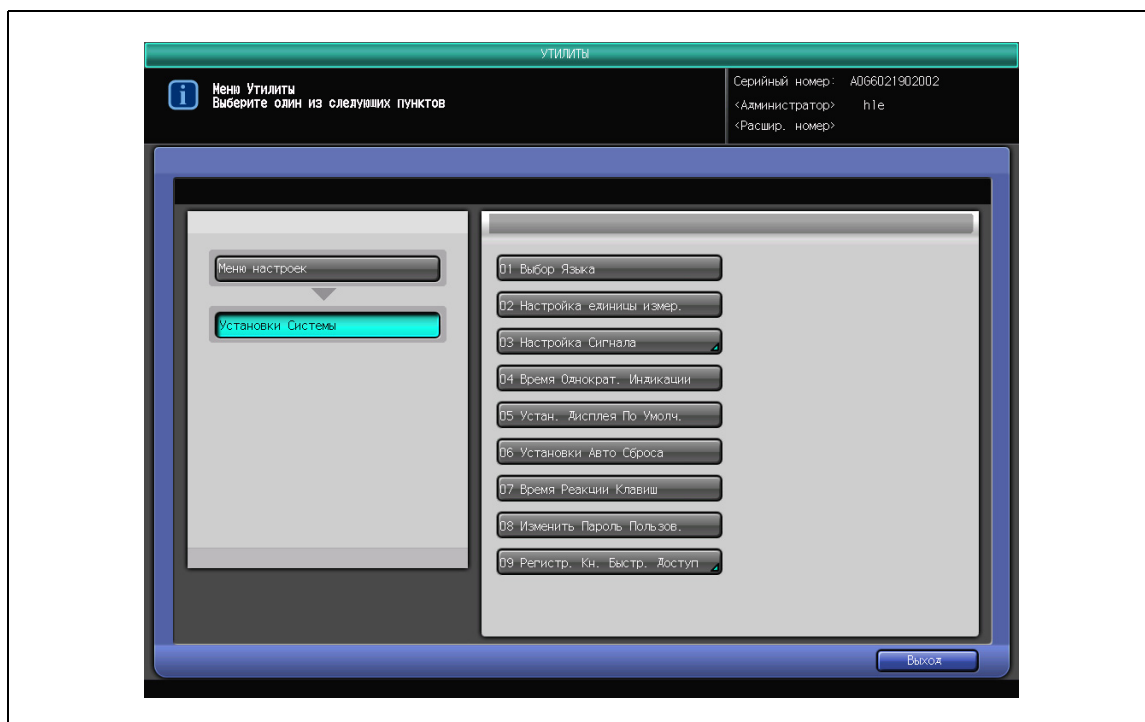 УТИЛИТЫ
Меню Утилиты
Выберите один из следующих пунктов
Серийный номер: A0G6021902002
<Администратор> hle
<Расшир. номер>
Меню настроек
Установки Системы
01 Выбор Языка
02 Настройка единицы измер.
03 Настройка Сигнала
04 Время Однократ. Индикации
05 Устан. Дисплея По Умолч.
06 Установки Авто Сброса
07 Время Реакции Клавиш
08 Изменить Пароль Пользов.
09 Регистр. Кн. Быстр. Доступ
Выход